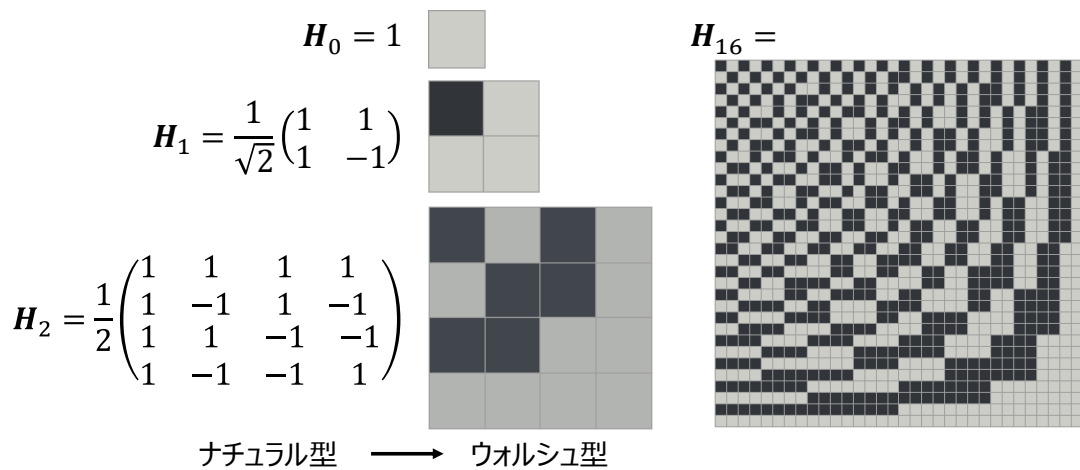 H₀ = 1
H₁₆ =
H₁ = 1/√2 (1 1
1 −1)
H₂ = 1/2 (1 1 1 1
1 −1 1 −1
1 1 −1 −1
1 −1 −1 1)
ナチュラル型 → ウォルシュ型